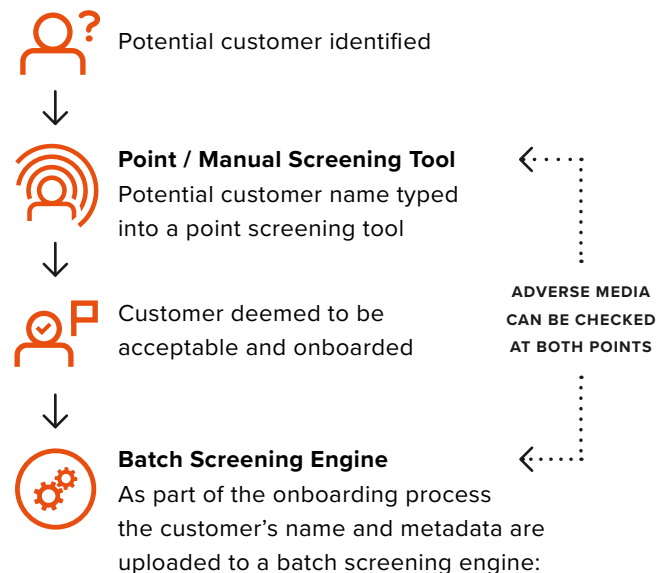 Potential customer identified
Point / Manual Screening Tool
Potential customer name typed
into a point screening tool
ADVERSE MEDIA
CAN BE CHECKED
AT BOTH POINTS
Customer deemed to be
acceptable and onboarded
Batch Screening Engine
As part of the onboarding process
the customer’s name and metadata are
uploaded to a batch screening engine: